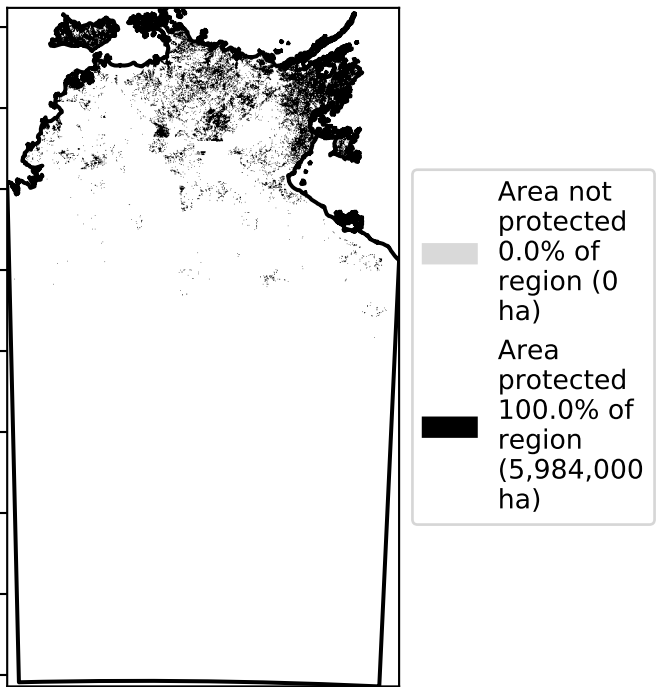 Area not
protected
0.0% of
region (0
ha)
Area
protected
100.0% of
region
(5,984,000
ha)